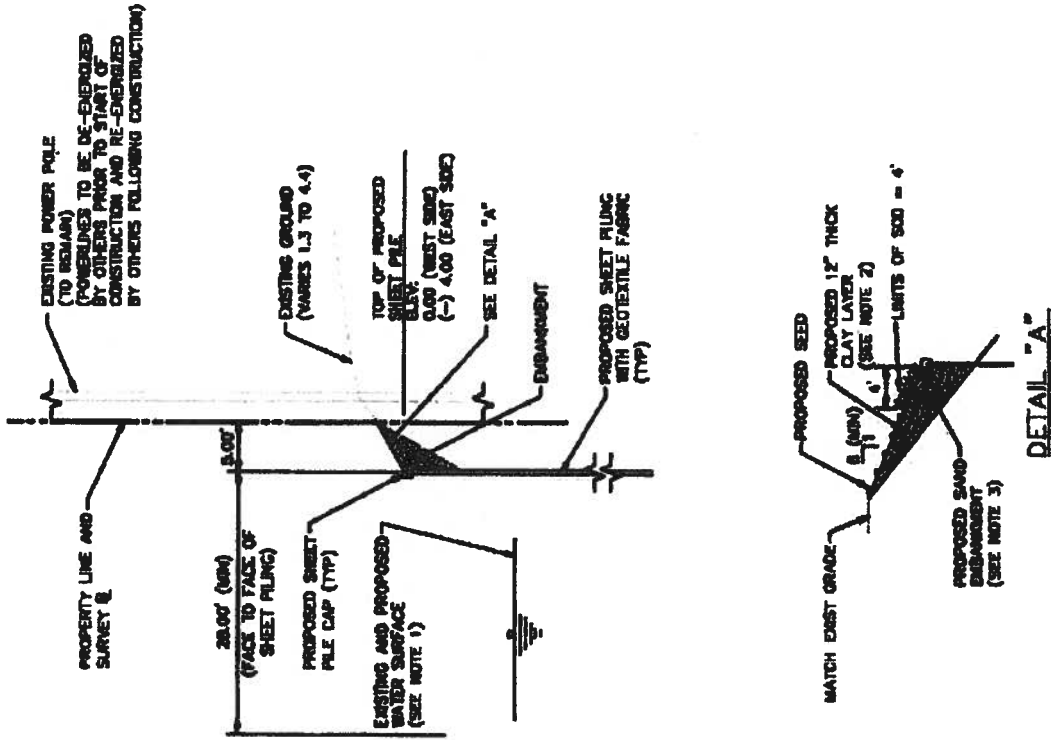 EXISTING POWER POLE
(TO REMAIN)
(POWERLINES TO BE DE-ENERGIZED
BY OTHERS PRIOR TO START OF
CONSTRUCTION AND RE-ENERGIZED
BY OTHERS FOLLOWING CONSTRUCTION)
PROPERTY LINE AND
SURVEY
EXISTING GROUND
(VARIES 1.3 TO 4.4)
5.00'
28.00' (MIN)
(FACE TO FACE OF
SHEET PILING)
TOP OF PROPOSED
SHEET PILE
ELEV.
0.00 (WEST SIDE)
(-) 4.00 (EAST SIDE)
SEE DETAIL "A"
PROPOSED SHEET
PILE CAP (TYP)
EMBANKMENT
EXISTING AND PROPOSED
WATER SURFACE
(SEE NOTE 1)
PROPOSED SHEET PILING
WITH GEOTEXTILE FABRIC
(TYP)
PROPOSED SEED
PROPOSED 12" THICK
CLAY LAYER
(SEE NOTE 2)
LIMITS OF SOD = 4'
4'
(MIN)
1
MATCH EXIST GRADE
PROPOSED SAND
EMBANKMENT
(SEE NOTE 3)
DETAIL "A"